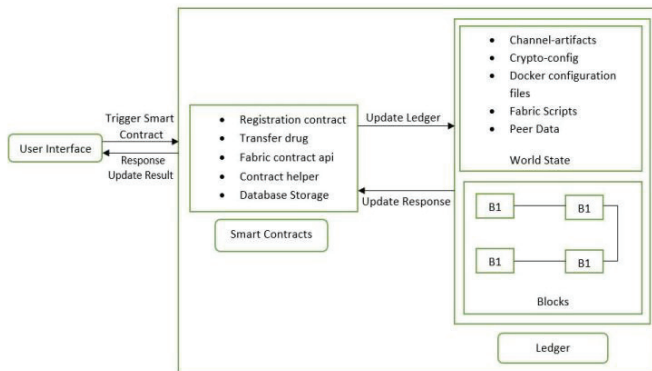 User Interface
Trigger Smart
Contract
Response
Update Result
• Registration contract
• Transfer drug
• Fabric contract api
• Contract helper
• Database Storage
Smart Contracts
Update Ledger
Update Response
• Channel-artifacts
• Crypto-config
• Docker configuration
files
• Fabric Scripts
• Peer Data
World State
B1
B1
B1
B1
Blocks
Ledger